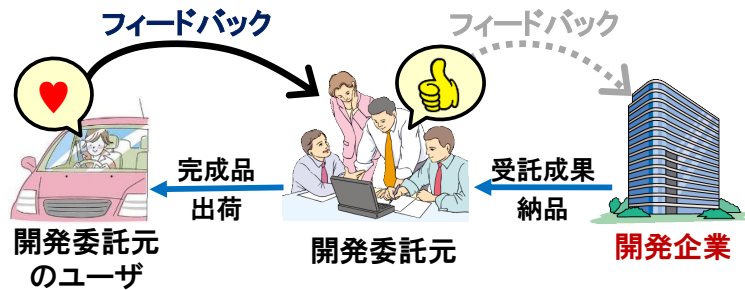 フィードバック
フィードバック
完成品
出荷
受託成果
納品
開発委託元
のユーザ
開発委託元
開発企業